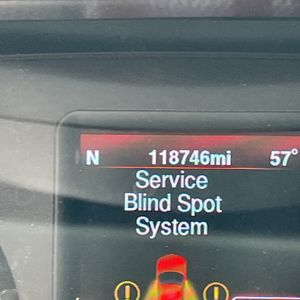 N 118746mi 57°
Service
Blind Spot
System